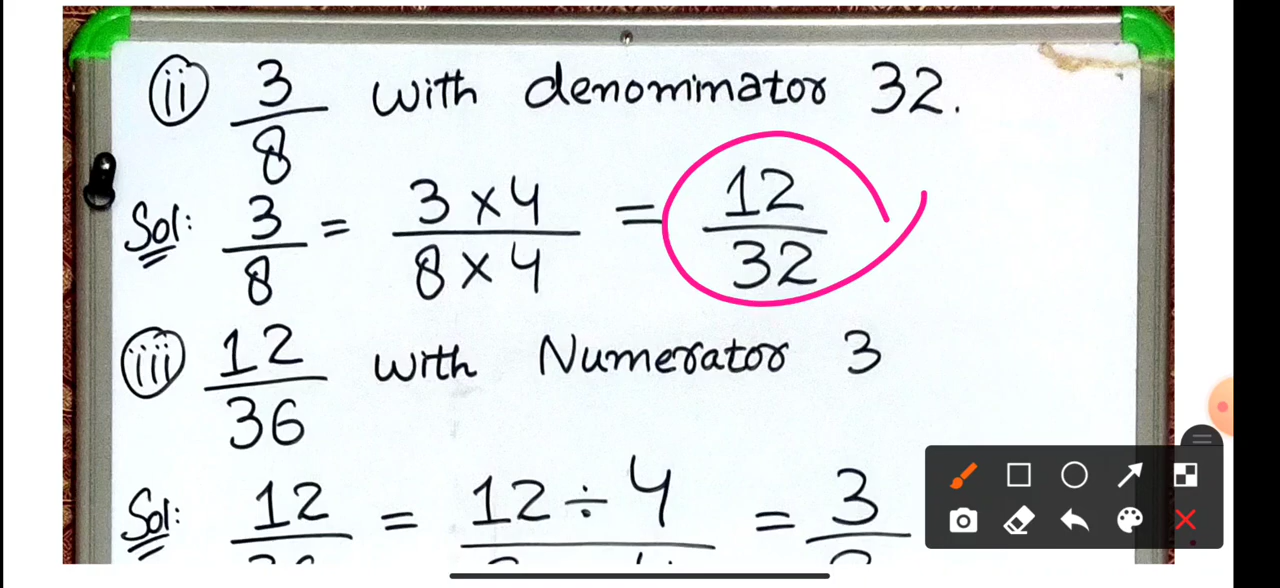 (ii) 3/8 with denominator 32.
Sol: 3/8 = 3 × 4 / 8 × 4 = 12/32
(iii) 12/36 with Numerator 3
Sol: 12 = 12 ÷ 4 = 3